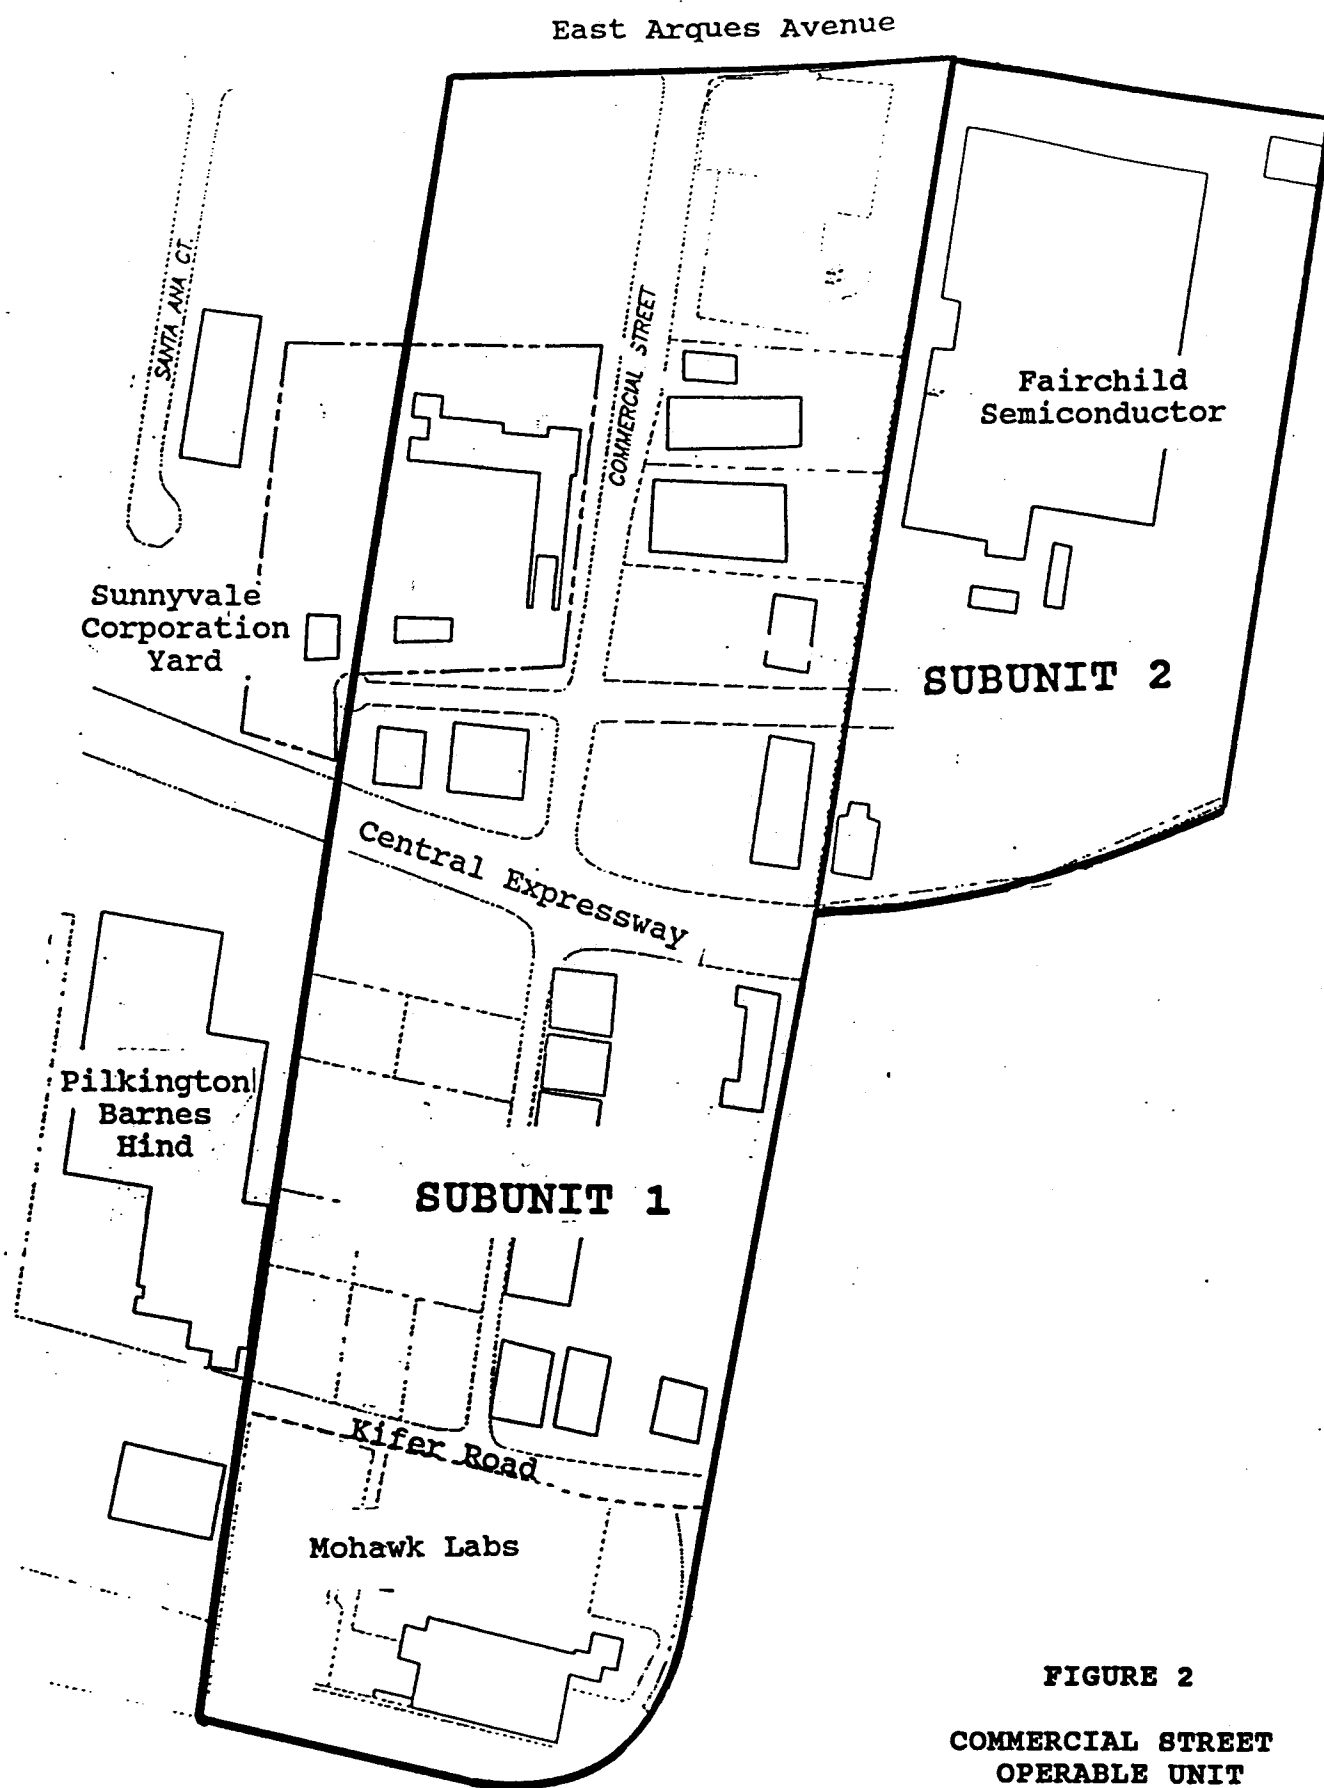 East Arques Avenue
SANTA ANA CT.
COMMERCIAL STREET
Fairchild
Semiconductor
Sunnyvale
Corporation
Yard
SUBUNIT 2
Central Expressway
Pilkington
Barnes
Hind
SUBUNIT 1
Kifer Road
Mohawk Labs
FIGURE 2
COMMERCIAL STREET
OPERABLE UNIT